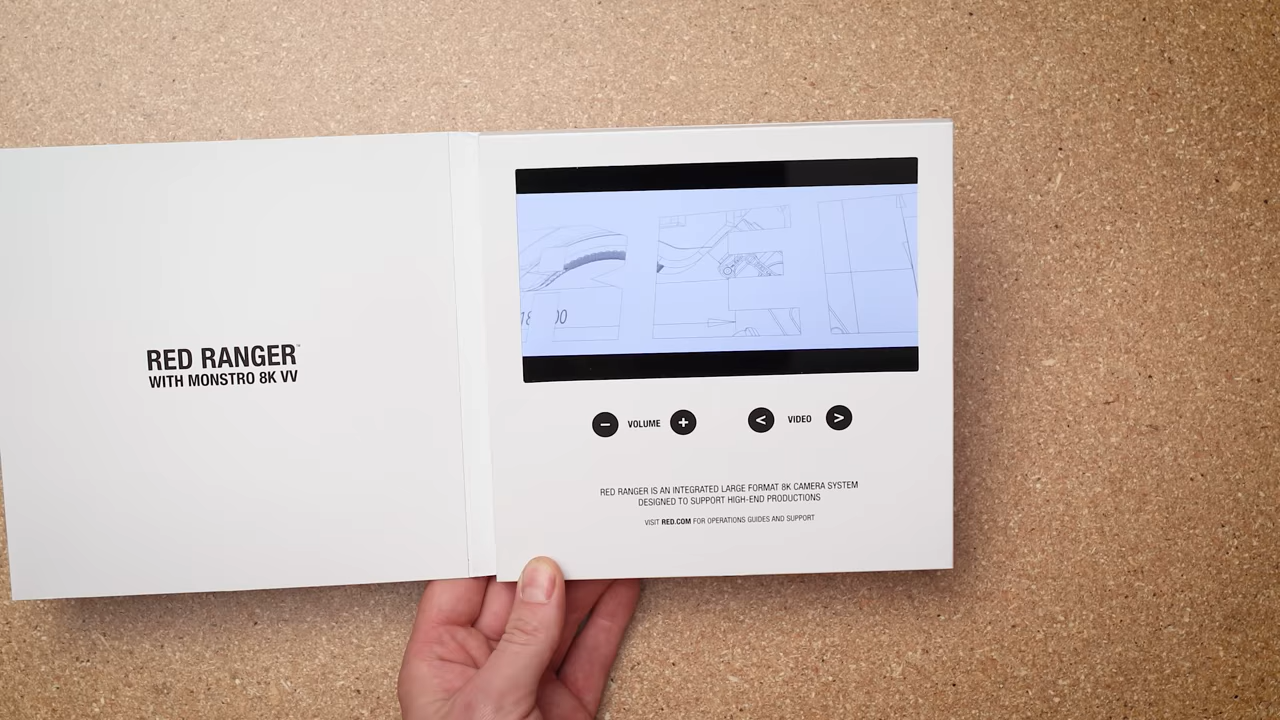 RED RANGER™
WITH MONSTRO 8K VV
− VOLUME + < VIDEO >
RED RANGER IS AN INTEGRATED LARGE FORMAT 8K CAMERA SYSTEM
DESIGNED TO SUPPORT HIGH-END PRODUCTIONS
VISIT RED.COM FOR OPERATIONS GUIDES AND SUPPORT